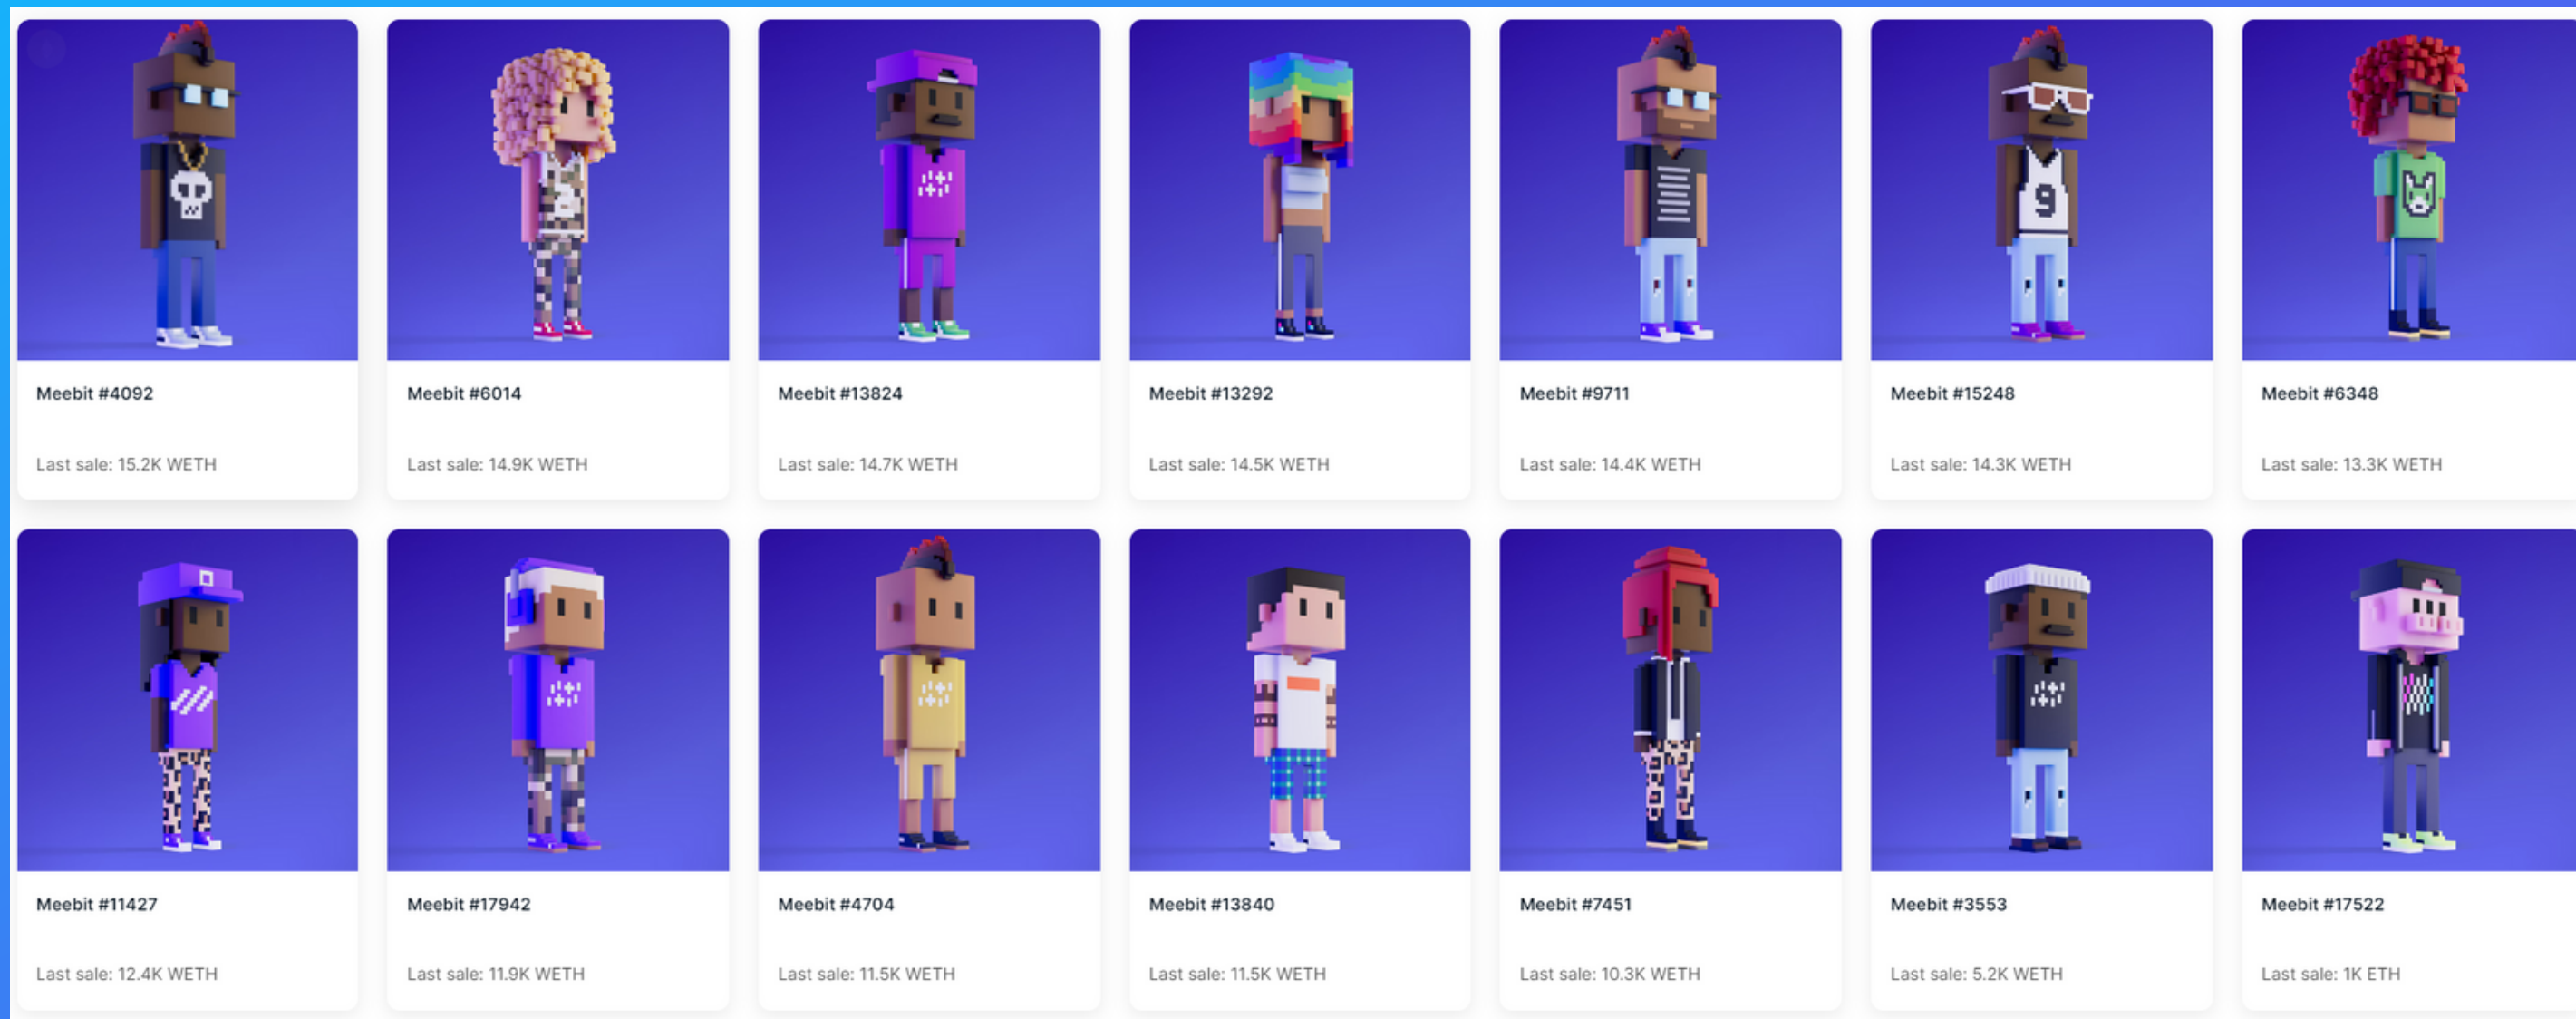 9
Meebit #4092
Meebit #6014
Meebit #13824
Meebit #13292
Meebit #9711
Meebit #15248
Meebit #6348
Last sale: 15.2K WETH
Last sale: 14.9K WETH
Last sale: 14.7K WETH
Last sale: 14.5K WETH
Last sale: 14.4K WETH
Last sale: 14.3K WETH
Last sale: 13.3K WETH
Meebit #11427
Meebit #17942
Meebit #4704
Meebit #13840
Meebit #7451
Meebit #3553
Meebit #17522
Last sale: 12.4K WETH
Last sale: 11.9K WETH
Last sale: 11.5K WETH
Last sale: 11.5K WETH
Last sale: 10.3K WETH
Last sale: 5.2K WETH
Last sale: 1K ETH